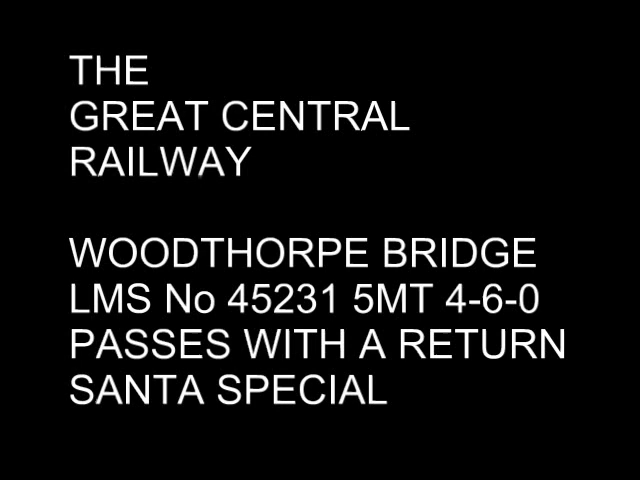 THE
GREAT CENTRAL
RAILWAY
WOODTHORPE BRIDGE
LMS No 45231 5MT 4-6-0
PASSES WITH A RETURN
SANTA SPECIAL